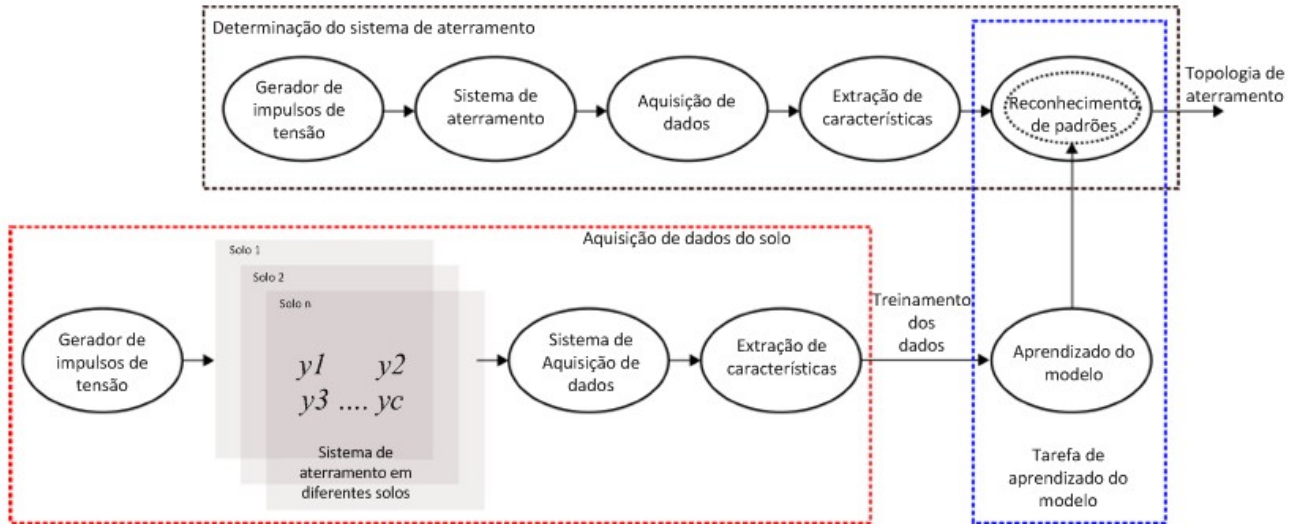 Determinação do sistema de aterramento
Gerador de
impulsos de
tensão
Sistema de
aterramento
Aquisição de
dados
Extração de
características
Reconhecimento
de padrões
Topologia de
aterramento
Aquisição de dados do solo
Gerador de
impulsos de
tensão
Solo 1
Solo 2
Solo n
y1 y2
y3 .... yc
Sistema de
aterramento em
diferentes solos
Sistema de
Aquisição de
dados
Extração de
características
Treinamento
dos
dados
Aprendizado do
modelo
Tarefa de
aprendizado do
modelo